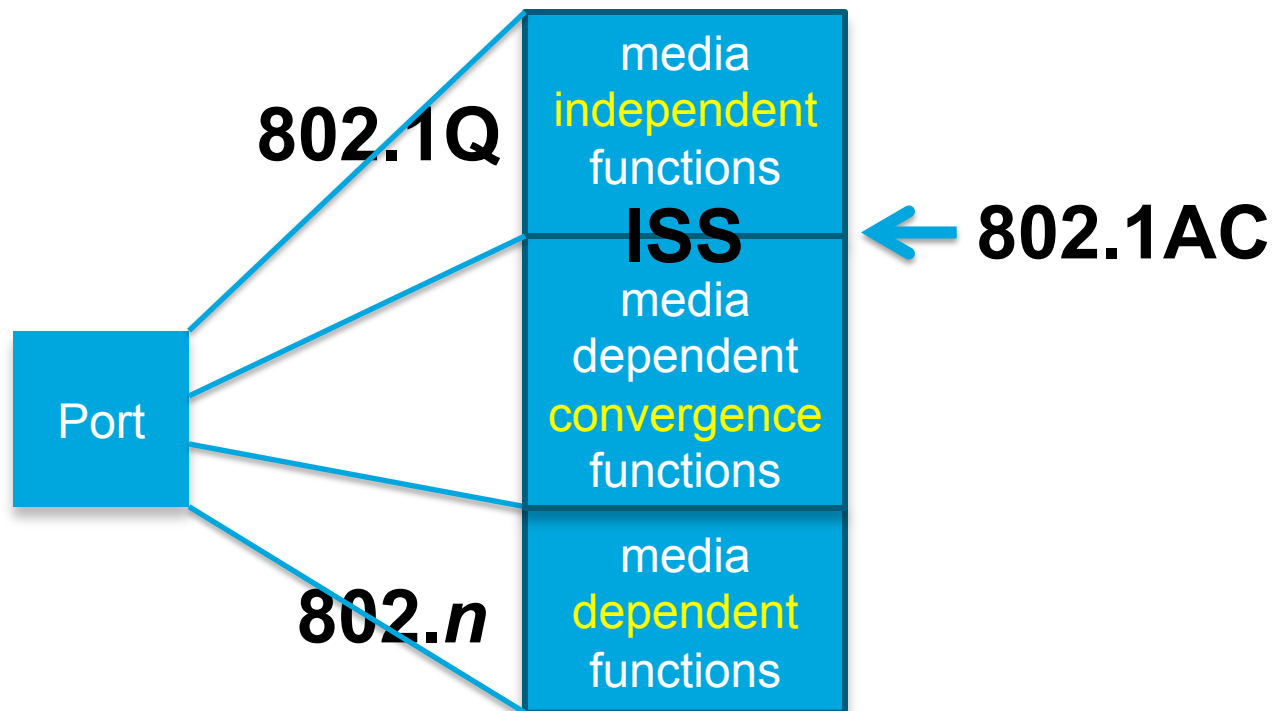 media
independent
functions
802.1Q
ISS
802.1AC
media
dependent
convergence
functions
Port
media
dependent
functions
802.n